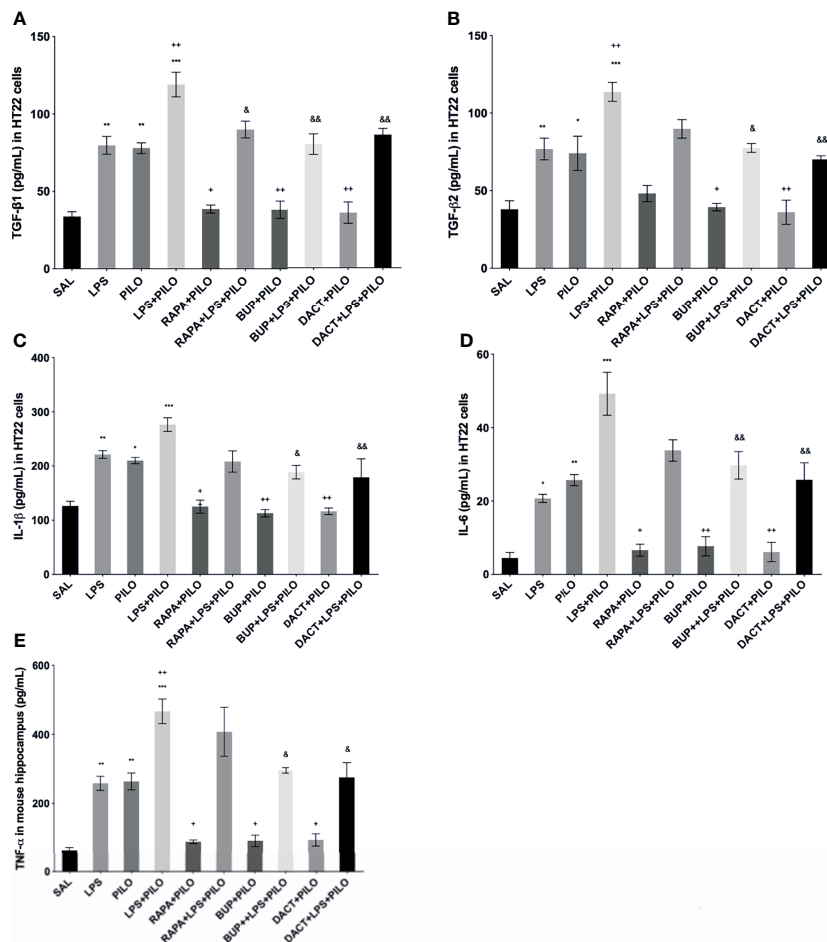 A
TGF-β1 (pg/mL) in HT22 cells
150
100
50
0
** ** ++ *** + & ++ && ++ &&
SAL
LPS
PILO
LPS+PILO
RAPA+PILO
RAPA+LPS+PILO
BUP+PILO
BUP+LPS+PILO
DACT+PILO
DACT+LPS+PILO
B
TGF-β2 (pg/mL) in HT22 cells
150
100
50
0
** * ++ *** + & ++ &&
SAL
LPS
PILO
LPS+PILO
RAPA+PILO
RAPA+LPS+PILO
BUP+PILO
BUP+LPS+PILO
DACT+PILO
DACT+LPS+PILO
C
IL-1β (pg/mL) in HT22 cells
400
300
200
100
0
** * *** + ++ & ++ &&
SAL
LPS
PILO
LPS+PILO
RAPA+PILO
RAPA+LPS+PILO
BUP+PILO
BUP+LPS+PILO
DACT+PILO
DACT+LPS+PILO
D
IL-6 (pg/mL) in HT22 cells
60
40
20
0
* ** *** + ++ && ++ &&
SAL
LPS
PILO
LPS+PILO
RAPA+PILO
RAPA+LPS+PILO
BUP+PILO
BUP++LPS+PILO
DACT+PILO
DACT+LPS+PILO
E
TNF-α in mouse hippocampus (pg/mL)
600
400
200
0
** ** ++ *** + + & + &
SAL
LPS
PILO
LPS+PILO
RAPA+PILO
RAPA+LPS+PILO
BUP+PILO
BUP++LPS+PILO
DACT+PILO
DACT+LPS+PILO